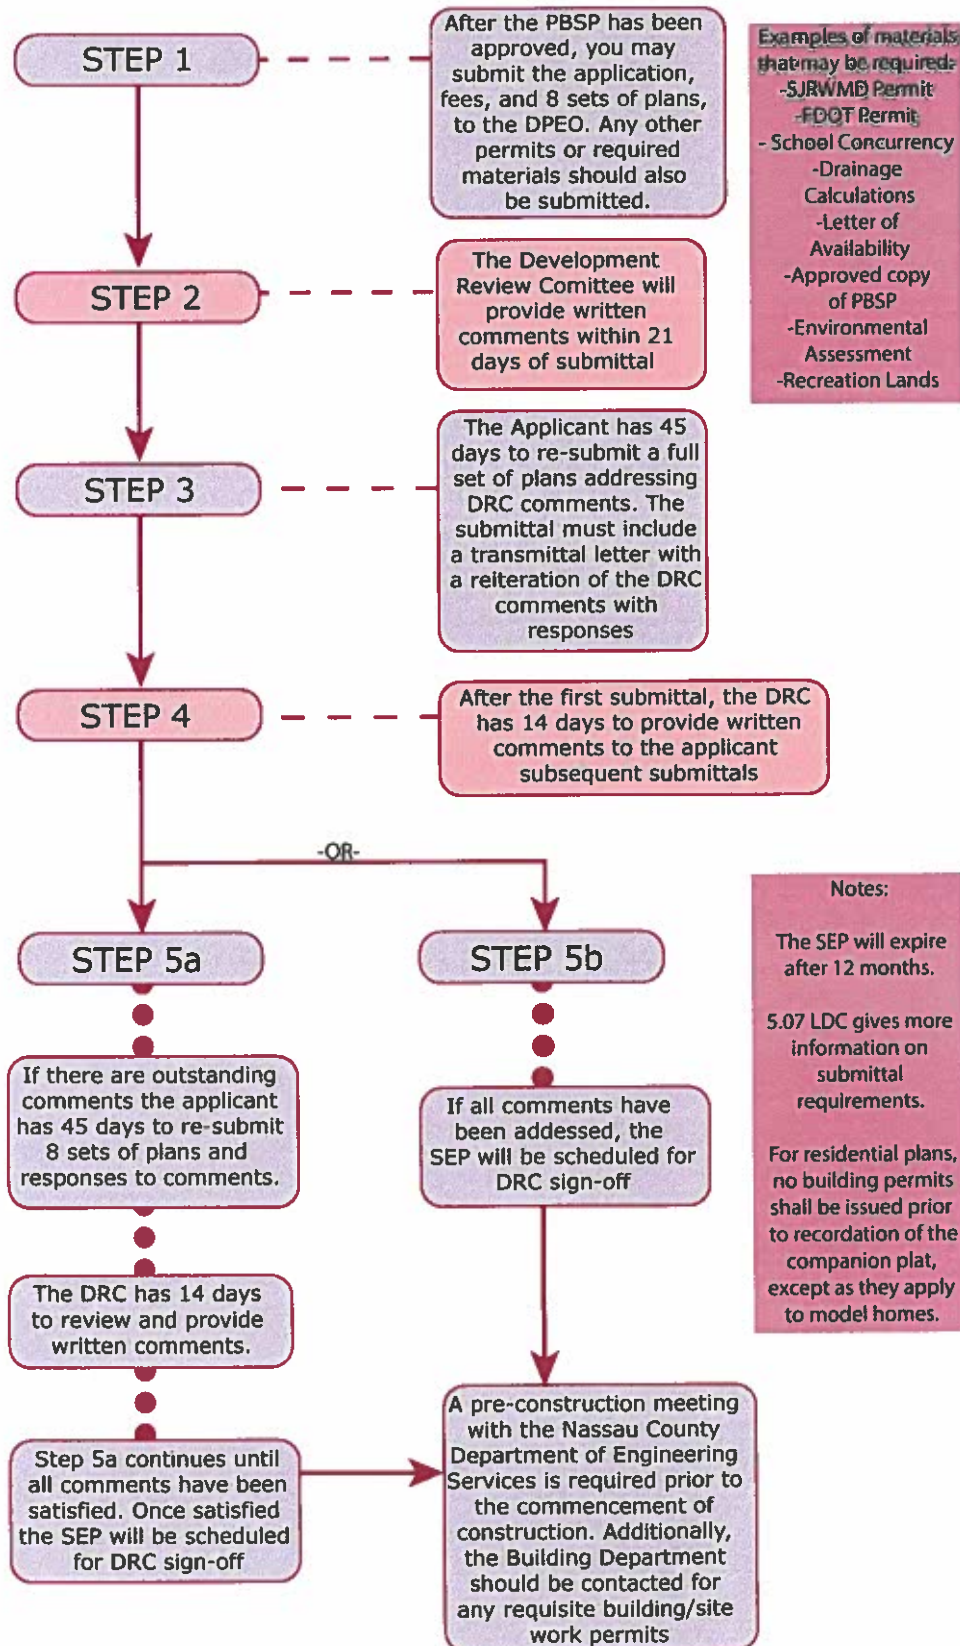 STEP 1
After the PBSP has been
approved, you may
submit the application,
fees, and 8 sets of plans,
to the DPEO. Any other
permits or required
materials should also
be submitted.
Examples of materials
that may be required:
-SJRWMD Permit
-FDOT Permit
- School Concurrency
-Drainage
Calculations
-Letter of
Availability
-Approved copy
of PBSP
-Environmental
Assessment
-Recreation Lands
STEP 2
The Development
Review Comittee will
provide written
comments within 21
days of submittal
STEP 3
The Applicant has 45
days to re-submit a full
set of plans addressing
DRC comments. The
submittal must include
a transmittal letter with
a reiteration of the DRC
comments with
responses
STEP 4
After the first submittal, the DRC
has 14 days to provide written
comments to the applicant
subsequent submittals
-OR-
STEP 5a
If there are outstanding
comments the applicant
has 45 days to re-submit
8 sets of plans and
responses to comments.
The DRC has 14 days
to review and provide
written comments.
Step 5a continues until
all comments have been
satisfied. Once satisfied
the SEP will be scheduled
for DRC sign-off
STEP 5b
If all comments have
been addressed, the
SEP will be scheduled for
DRC sign-off
A pre-construction meeting
with the Nassau County
Department of Engineering
Services is required prior to
the commencement of
construction. Additionally,
the Building Department
should be contacted for
any requisite building/site
work permits
Notes:
The SEP will expire
after 12 months.
5.07 LDC gives more
information on
submittal
requirements.
For residential plans,
no building permits
shall be issued prior
to recordation of the
companion plat,
except as they apply
to model homes.